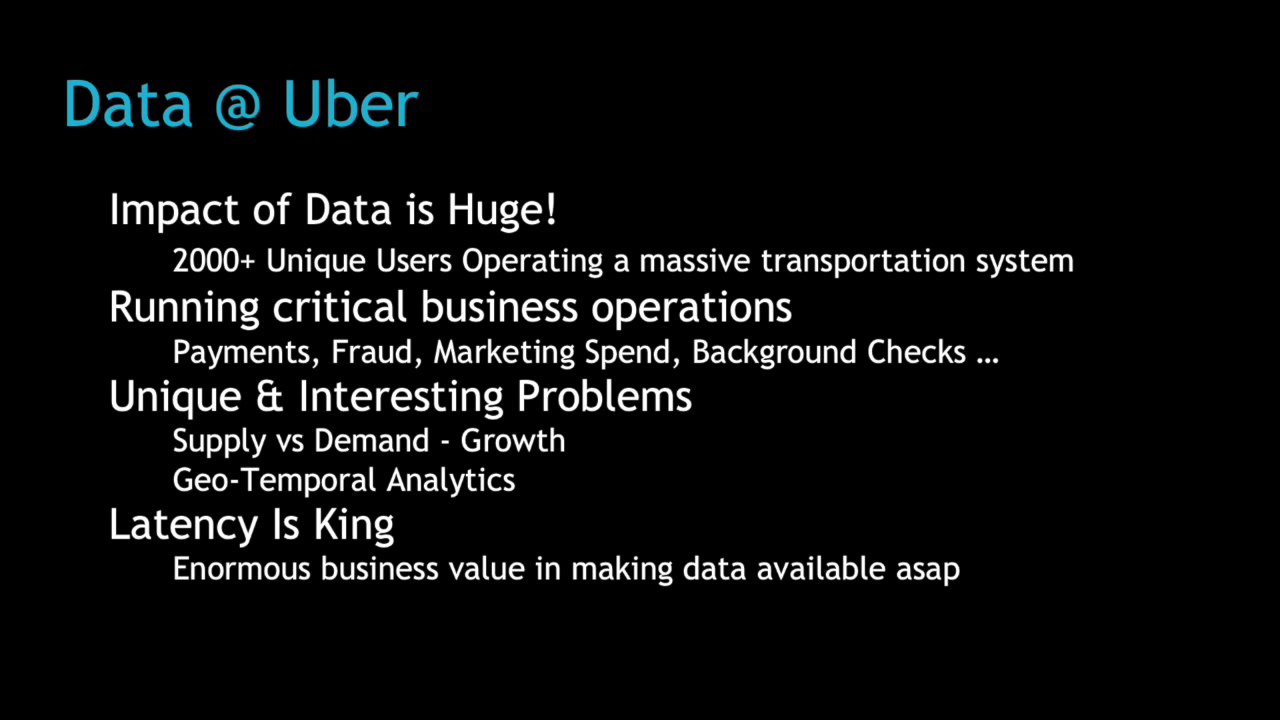 Data @ Uber
Impact of Data is Huge!
2000+ Unique Users Operating a massive transportation system
Running critical business operations
Payments, Fraud, Marketing Spend, Background Checks …
Unique & Interesting Problems
Supply vs Demand - Growth
Geo-Temporal Analytics
Latency Is King
Enormous business value in making data available asap